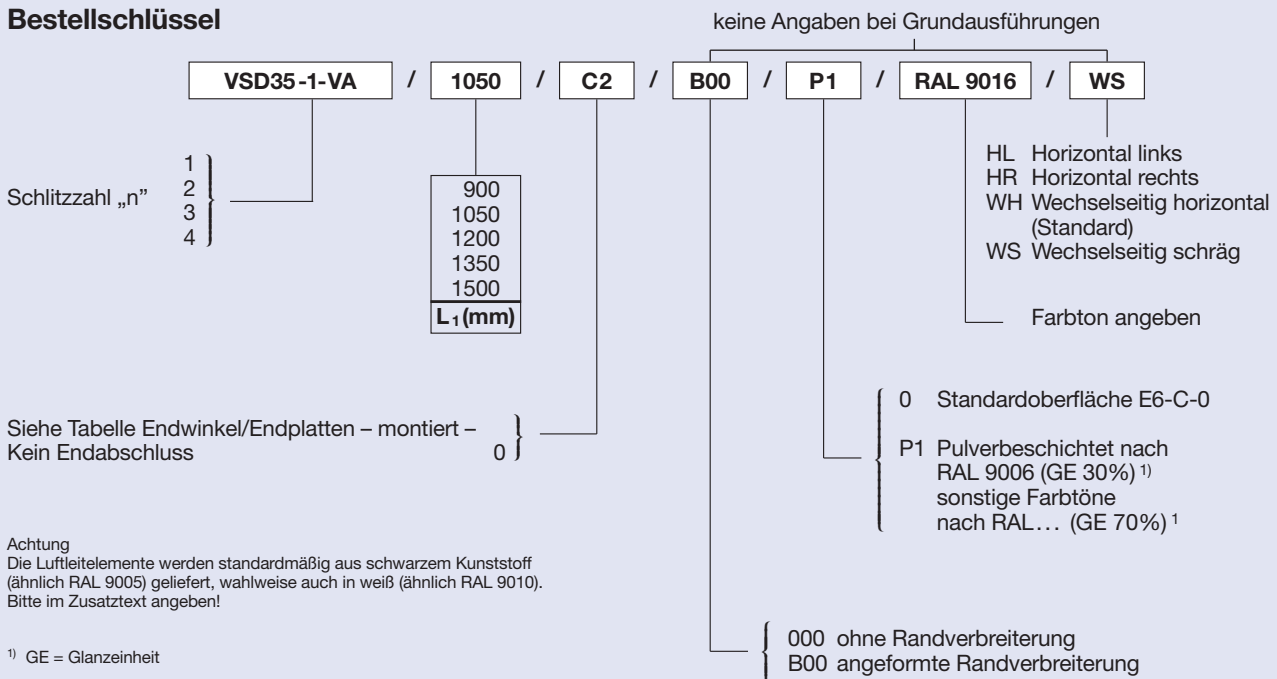 Bestellschlüssel
keine Angaben bei Grundausführungen
VSD35-1-VA / 1050 / C2 / B00 / P1 / RAL 9016 / WS
Schlitzzahl „n”
1
2
3
4
900
1050
1200
1350
1500
L1(mm)
HL Horizontal links
HR Horizontal rechts
WH Wechselseitig horizontal
(Standard)
WS Wechselseitig schräg
Farbton angeben
Siehe Tabelle Endwinkel/Endplatten – montiert –
Kein Endabschluss 0
0 Standardoberfläche E6-C-0
P1 Pulverbeschichtet nach
RAL 9006 (GE 30%) 1)
sonstige Farbtöne
nach RAL... (GE 70%) 1
Achtung
Die Luftleitelemente werden standardmäßig aus schwarzem Kunststoff
(ähnlich RAL 9005) geliefert, wahlweise auch in weiß (ähnlich RAL 9010).
Bitte im Zusatztext angeben!
1) GE = Glanzeinheit
000 ohne Randverbreiterung
B00 angeformte Randverbreiterung